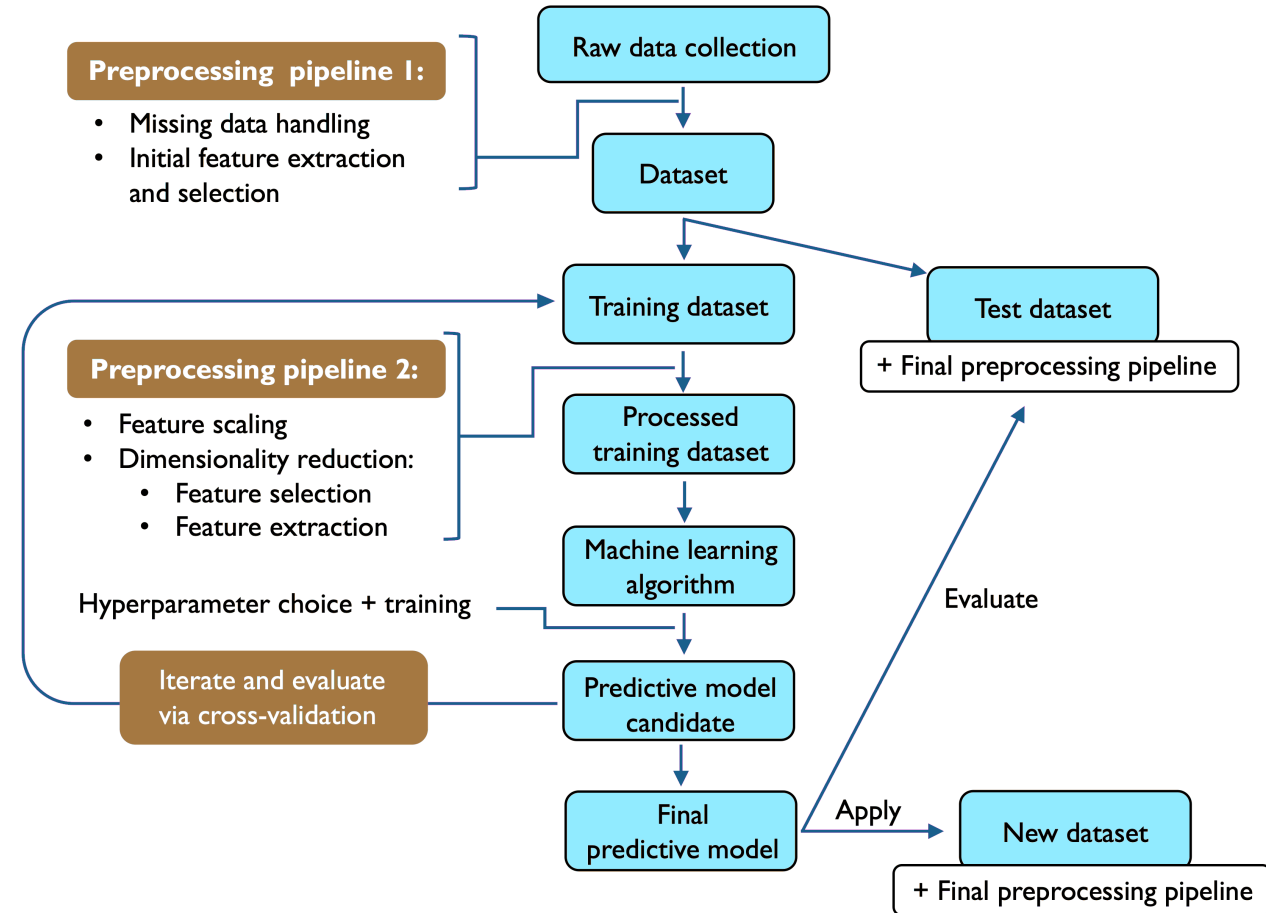 Raw data collection
Preprocessing pipeline 1:
• Missing data handling
• Initial feature extraction
and selection
Dataset
Training dataset
Test dataset
+ Final preprocessing pipeline
Preprocessing pipeline 2:
• Feature scaling
• Dimensionality reduction:
• Feature selection
• Feature extraction
Processed
training dataset
Machine learning
algorithm
Hyperparameter choice + training
Evaluate
Iterate and evaluate
via cross-validation
Predictive model
candidate
Final
predictive model
Apply
New dataset
+ Final preprocessing pipeline